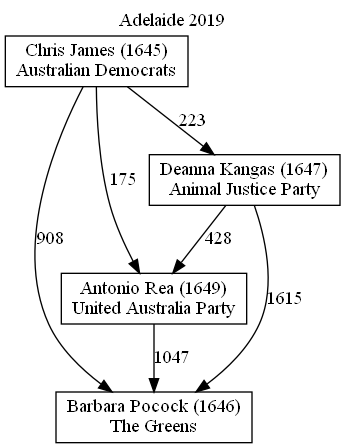 Adelaide 2019
Chris James (1645)
Australian Democrats
223
Deanna Kangas (1647)
Animal Justice Party
175
908
428
1615
Antonio Rea (1649)
United Australia Party
1047
Barbara Pocock (1646)
The Greens